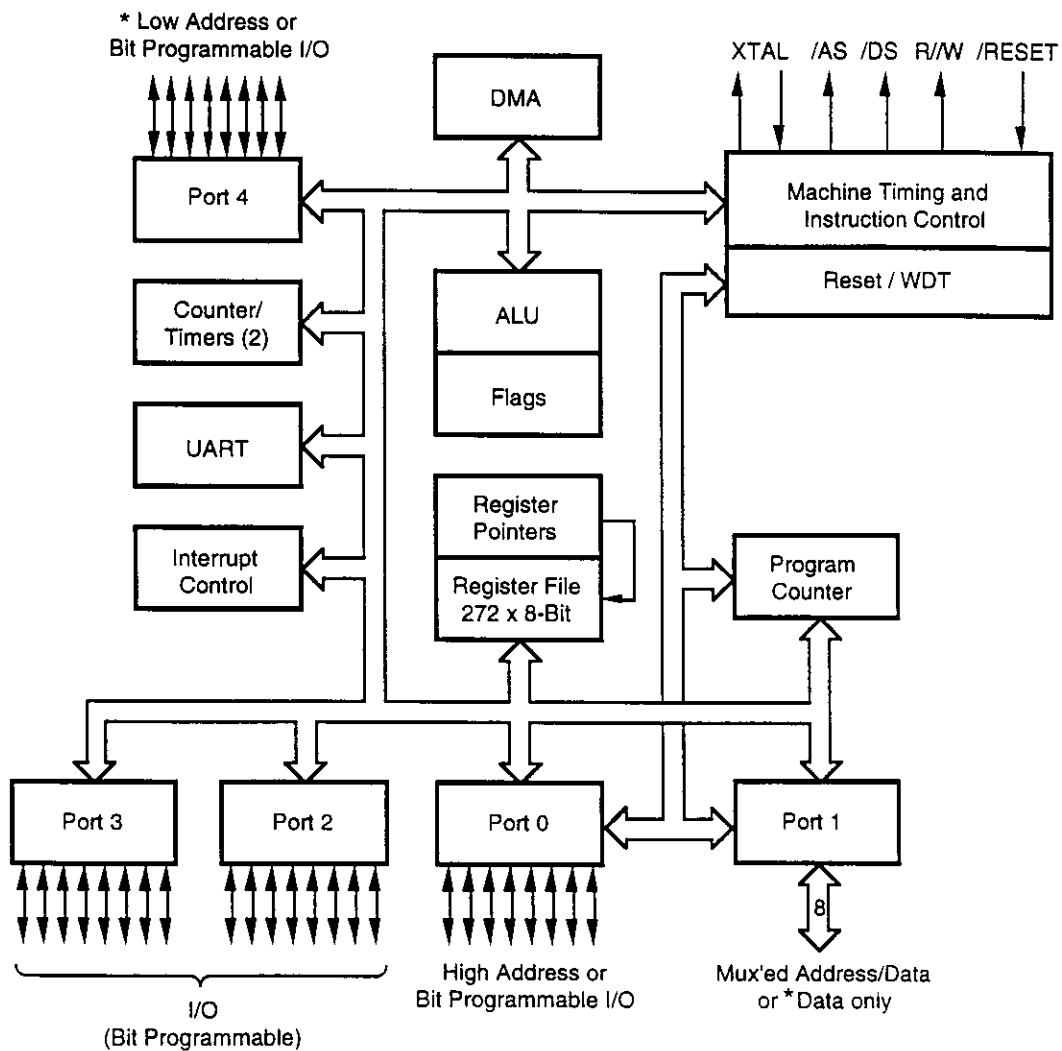 * Low Address or
Bit Programmable I/O
XTAL /AS /DS R//W /RESET
DMA
Port 4
Machine Timing and
Instruction Control
Reset / WDT
Counter/
Timers (2)
ALU
Flags
UART
Register
Pointers
Interrupt
Control
Register File
272 x 8-Bit
Program
Counter
Port 3
Port 2
Port 0
Port 1
8
I/O
(Bit Programmable)
High Address or
Bit Programmable I/O
Mux'ed Address/Data
or *Data only